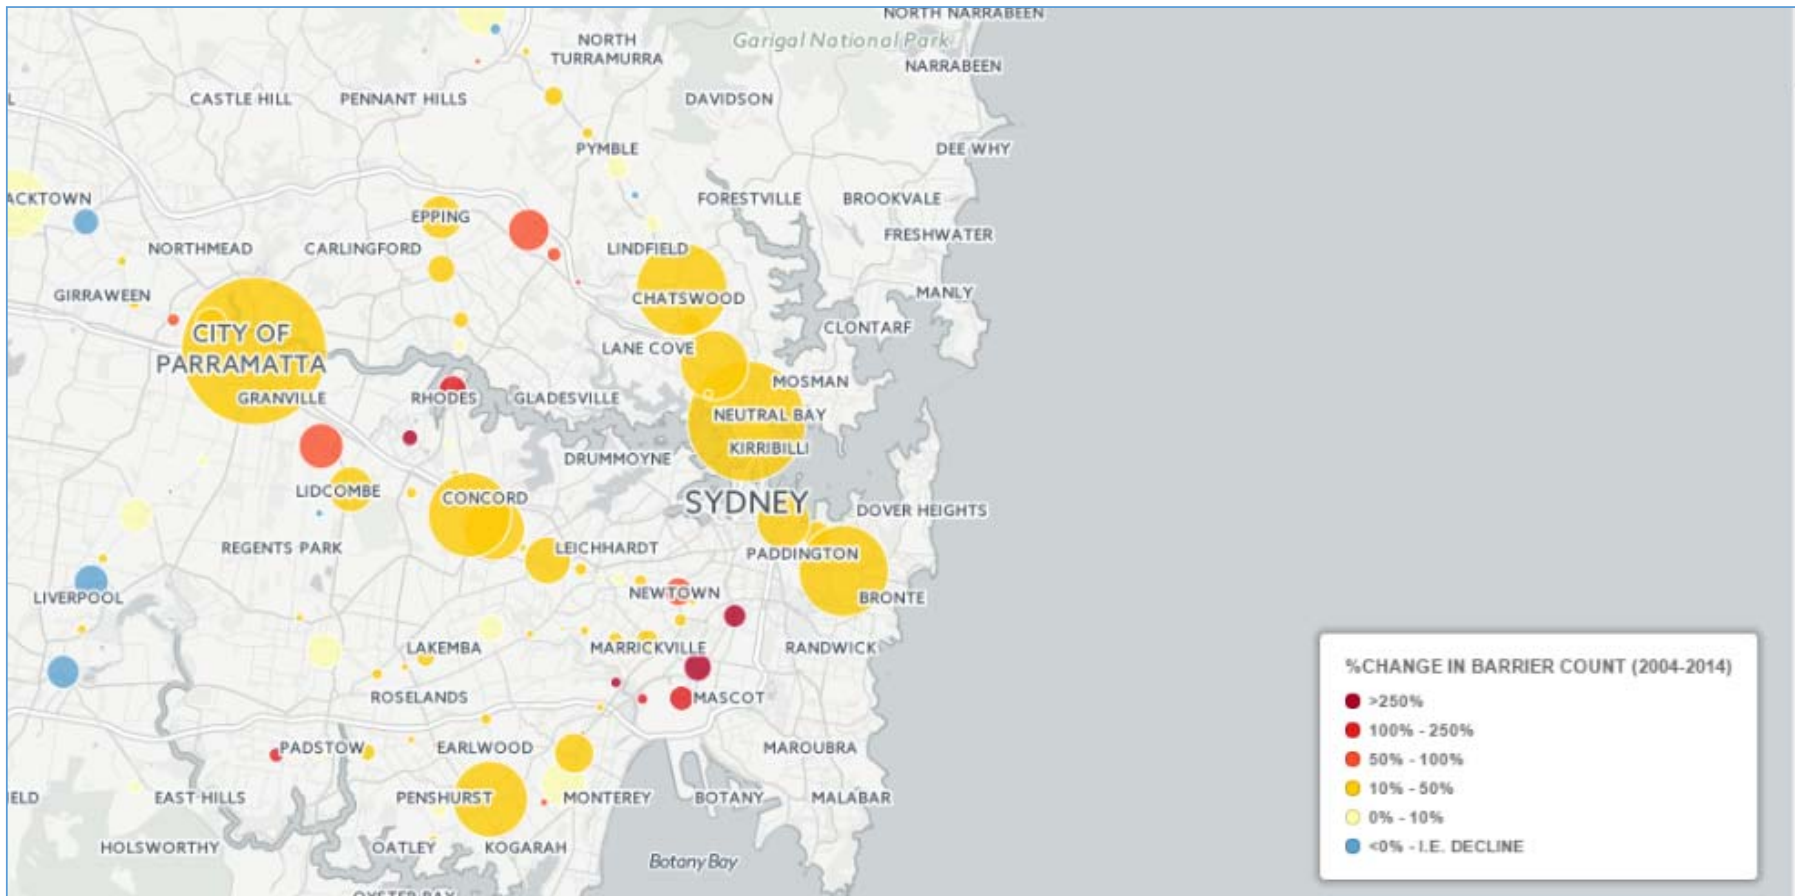 NORTH NARRABEEN
NORTH
TURRAMURRA
Garigal National Park
NARRABEEN
CASTLE HILL
PENNANT HILLS
DAVIDSON
PYMBLE
DEE WHY
ACKTOWN
FORESTVILLE
BROOKVALE
EPPING
FRESHWATER
NORTHMEAD
CARLINGFORD
LINDFIELD
GIRRAWEEN
CHATSWOOD
MANLY
CITY OF
PARRAMATTA
CLONTARF
LANE COVE
MOSMAN
GRANVILLE
RHODES
GLADESVILLE
NEUTRAL BAY
KIRRIBILLI
DRUMMOYNE
LIDCOMBE
CONCORD
SYDNEY
DOVER HEIGHTS
REGENTS PARK
LEICHHARDT
PADDINGTON
LIVERPOOL
NEWTOWN
BRONTE
LAKEMBA
MARRICKVILLE
RANDWICK
ROSELANDS
MASCOT
PADSTOW
EARLWOOD
MAROUBRA
IELD
EAST HILLS
PENSHURST
MONTEREY
BOTANY
MALABAR
HOLSWORTHY
OATLEY
KOGARAH
Botany Bay
OYSTER BAY
%CHANGE IN BARRIER COUNT (2004-2014)
>250%
100% - 250%
50% - 100%
10% - 50%
0% - 10%
<0% - I.E. DECLINE